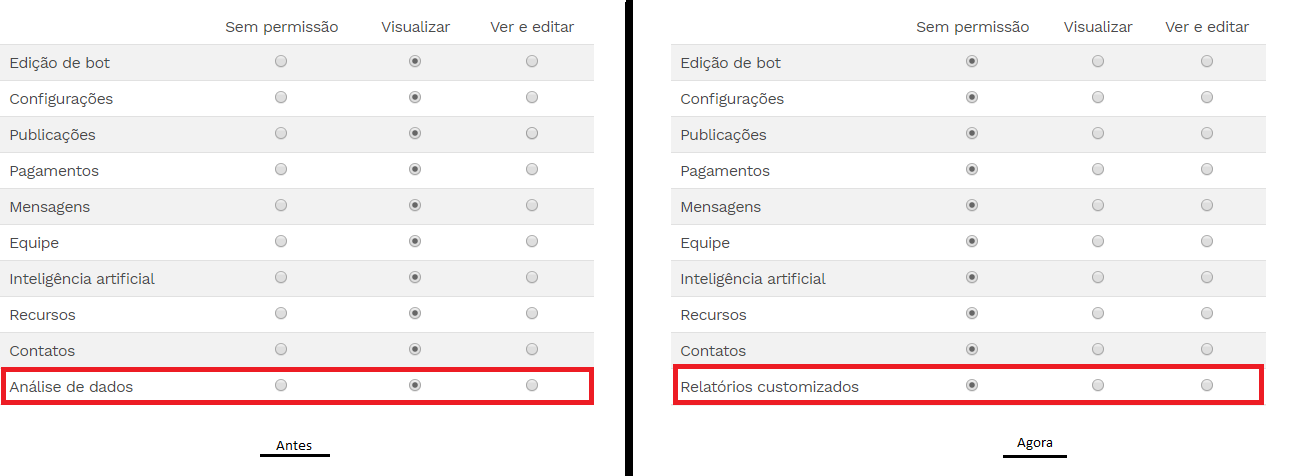 Sem permissão Visualizar Ver e editar
Edição de bot
Configurações
Publicações
Pagamentos
Mensagens
Equipe
Inteligência artificial
Recursos
Contatos
Análise de dados
Antes
Sem permissão Visualizar Ver e editar
Edição de bot
Configurações
Publicações
Pagamentos
Mensagens
Equipe
Inteligência artificial
Recursos
Contatos
Relatórios customizados
Agora